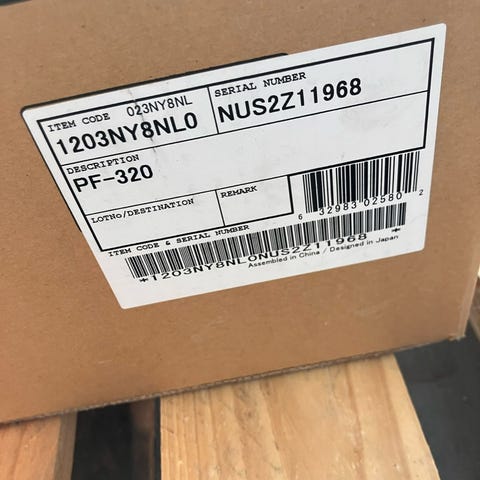 ITEM CODE 023NY8NL
1203NY8NL0
SERIAL NUMBER
NUS2Z11968
DESCRIPTION
PF-320
LOTNo/DESTINATION
REMARK
6 32983 02580 2
ITEM CODE & SERIAL NUMBER
*1203NY8NL0NUS2Z11968 *
Assembled in China / Designed in Japan